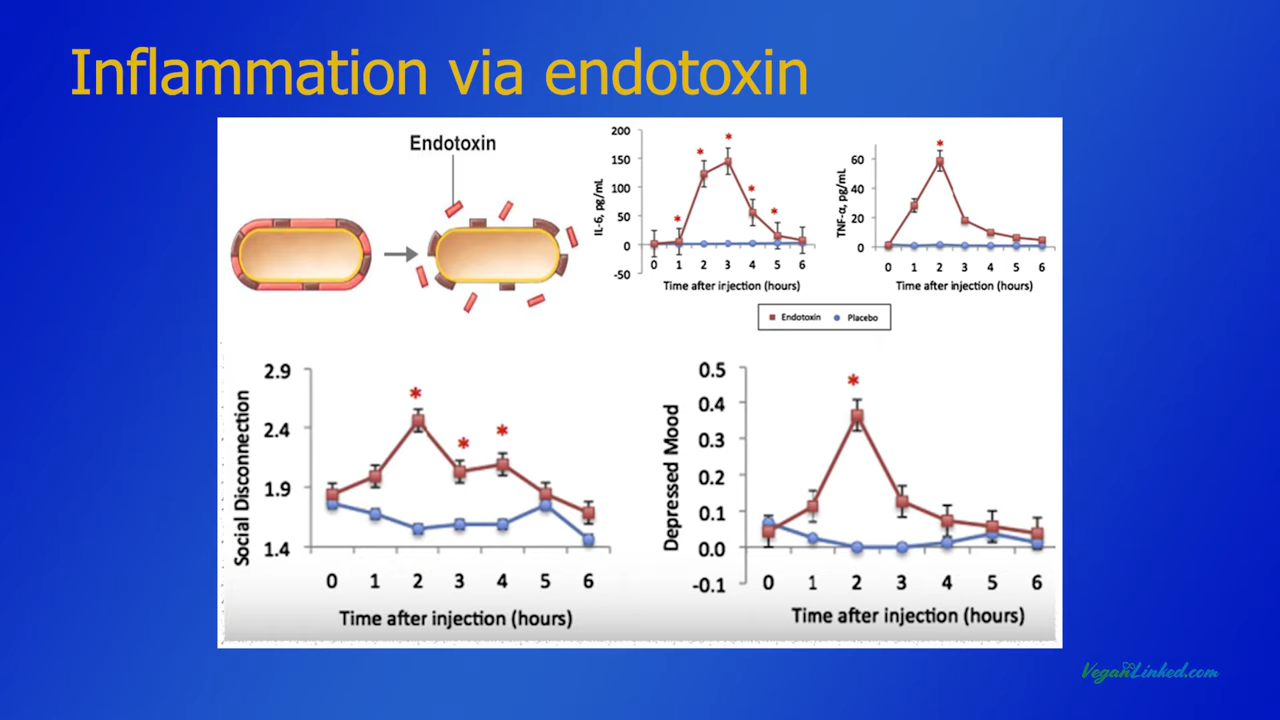 Inflammation via endotoxin
Endotoxin
IL-6, pg/mL
200
150
100
50
0
-50
0 1 2 3 4 5 6
Time after injection (hours)
TNF-α, pg/mL
60
40
20
0
0 1 2 3 4 5 6
Time after injection (hours)
Endotoxin Placebo
Social Disconnection
2.9
2.4
1.9
1.4
0 1 2 3 4 5 6
Time after injection (hours)
Depressed Mood
0.5
0.4
0.3
0.2
0.1
0.0
-0.1
0 1 2 3 4 5 6
Time after injection (hours)
VeganLinked.com